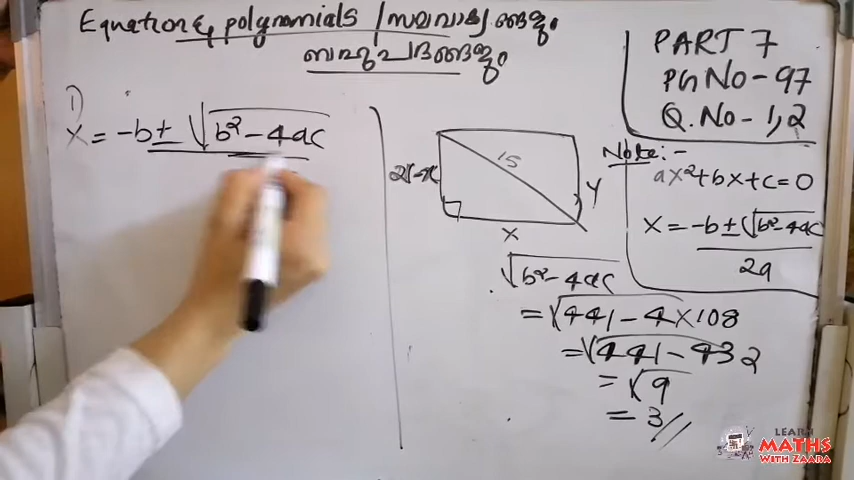 Equations & polynomials / സമവാക്യങ്ങളും
ബഹുപദങ്ങളും
PART 7
PG NO - 97
Q. NO - 1, 2
1)
x = -b ± √b² - 4ac
15
21-x
y
x
Note :-
ax² + bx + c = 0
x = -b ± √b² - 4ac
2a
√b² - 4ac
= √441 - 4 × 108
= √441 - 432
= √9
= 3 //
LEARN
MATHS
WITH ZAARA